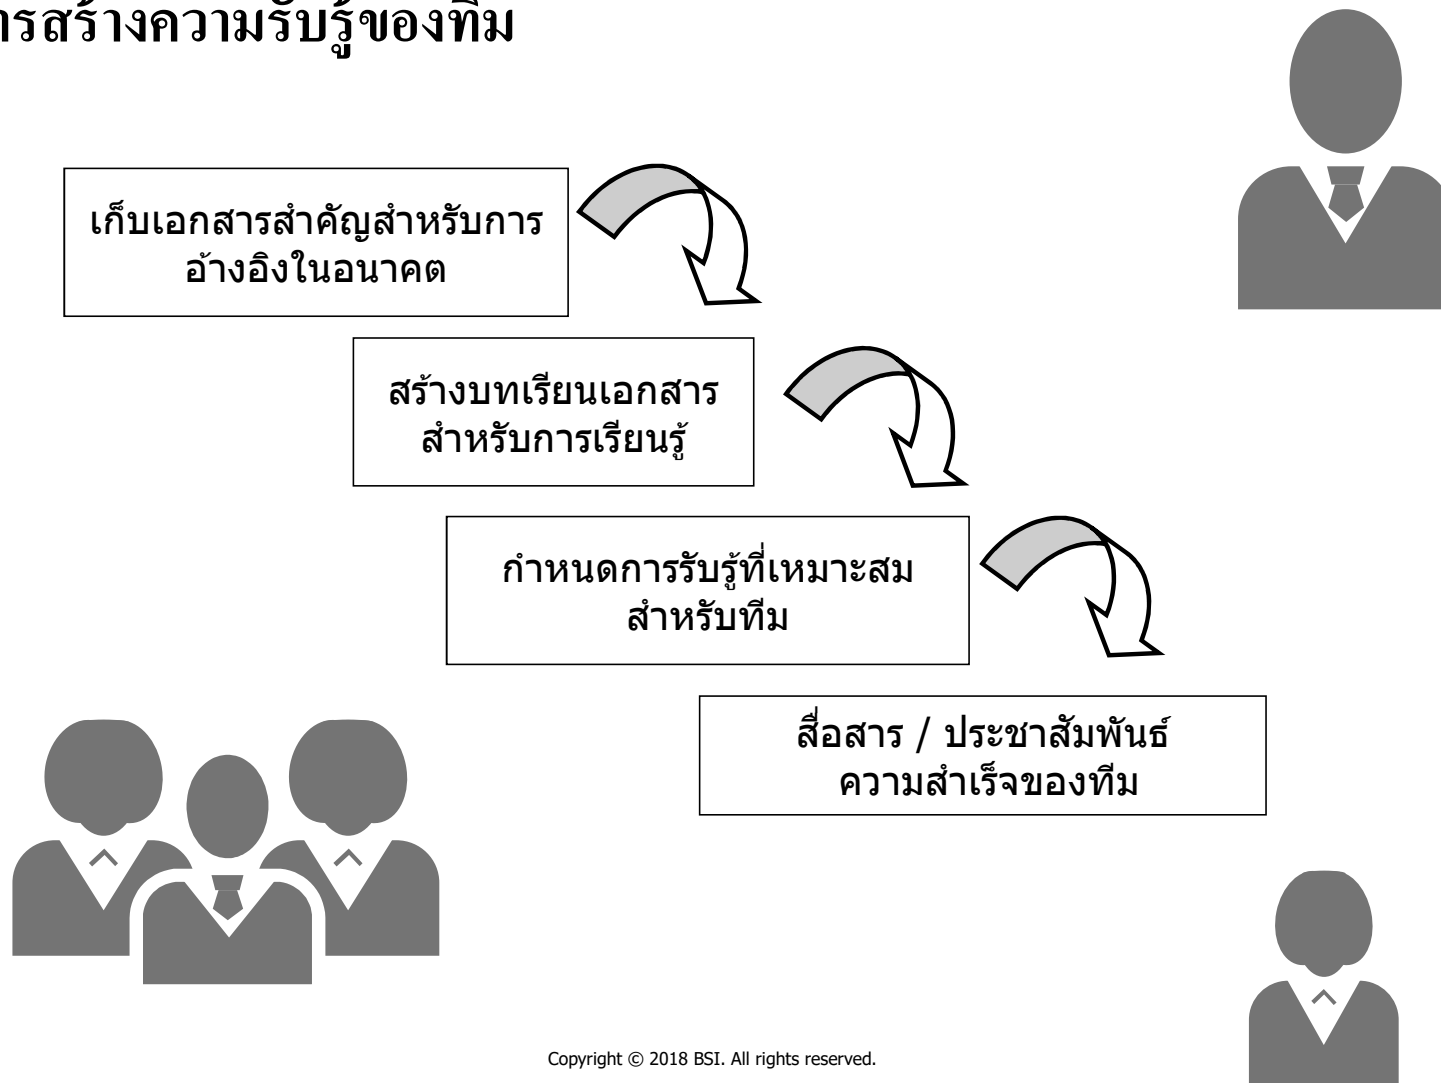 ารสร้างความรับรู้ของทีม
เก็บเอกสารสำคัญสำหรับการ
อ้างอิงในอนาคต
สร้างบทเรียนเอกสาร
สำหรับการเรียนรู้
กำหนดการรับรู้ที่เหมาะสม
สำหรับทีม
สื่อสาร / ประชาสัมพันธ์
ความสำเร็จของทีม
Copyright © 2018 BSI. All rights reserved.